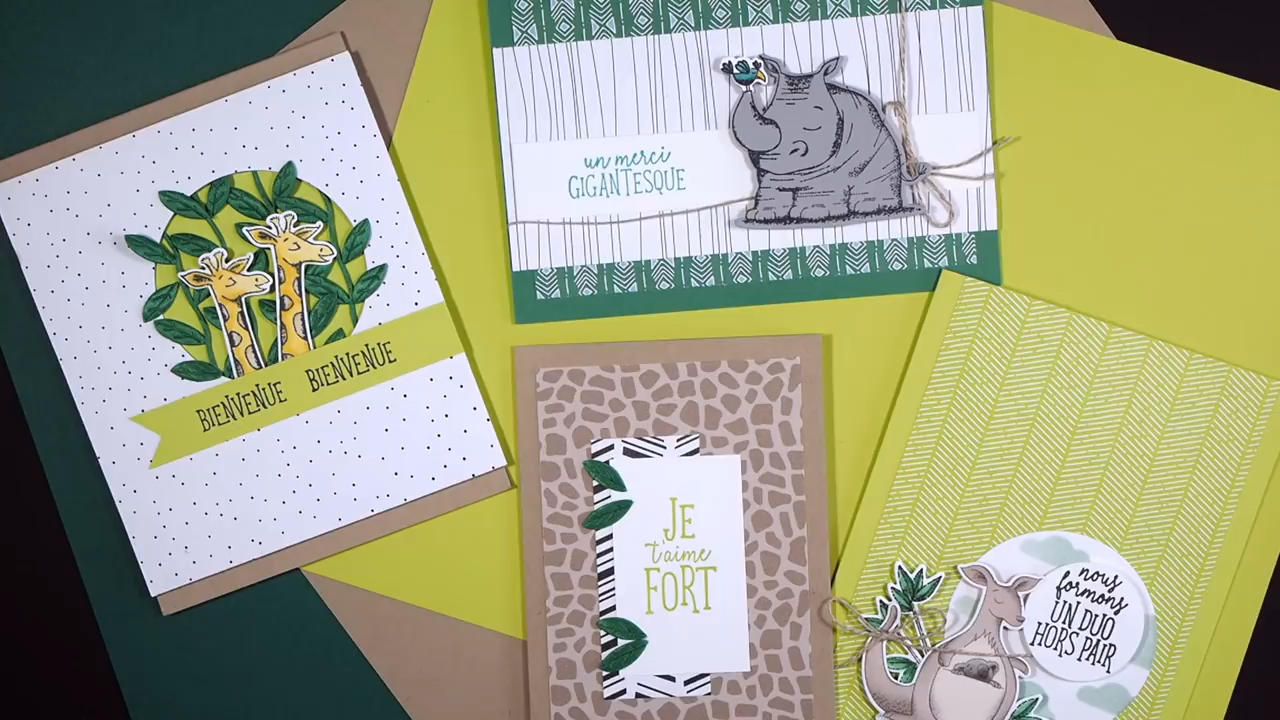 un merci
GIGANTESQUE
BIENVENUE BIENVENUE
JE
t'aime
FORT
nous
formons
UN DUO
HORS PAIR